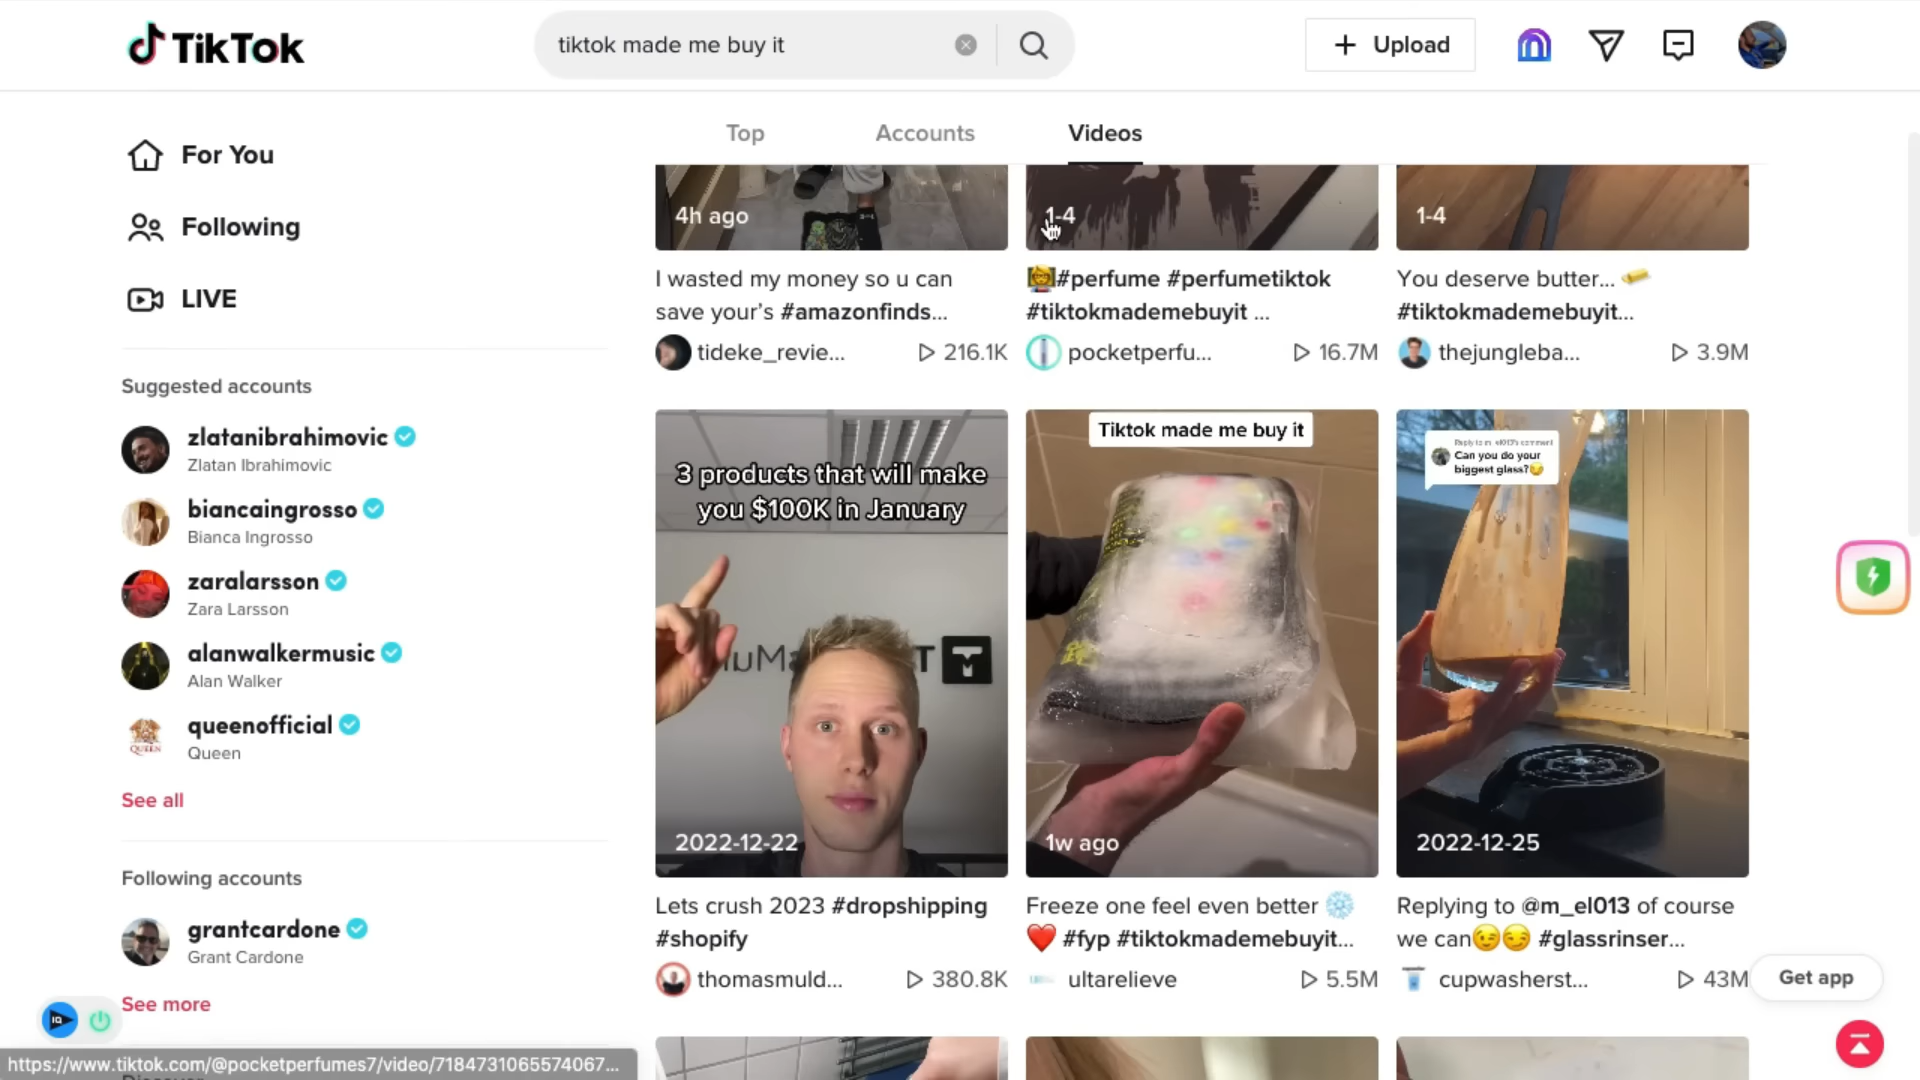 TikTok
tiktok made me buy it
Upload
Top
Accounts
Videos
For You
Following
LIVE
Suggested accounts
zlatanibrahimovic
Zlatan Ibrahimovic
biancaingrosso
Bianca Ingrosso
zaralarsson
Zara Larsson
alanwalkermusic
Alan Walker
queenofficial
QUEEN
Queen
See all
Following accounts
grantcardone
Grant Cardone
See more
IQ
4h ago
I wasted my money so u can
save your's #amazonfinds...
tideke_revie...
216.1K
1-4
#perfume #perfumetiktok
#tiktokmademebuyit ...
pocketperfu...
16.7M
1-4
You deserve butter...
#tiktokmademebuyit...
thejungleba...
3.9M
3 products that will make
you $100K in January
2022-12-22
Lets crush 2023 #dropshipping
#shopify
thomasmuld...
380.8K
Tiktok made me buy it
1w ago
Freeze one feel even better ❄️
❤️ #fyp #tiktokmademebuyit...
ultarelieve
5.5M
Reply to m_el013's comment
Can you do your
biggest glass?😏
2022-12-25
Replying to @m_el013 of course
we can😉😏 #glassrinser...
cupwasherst...
43M
Get app
https://www.tiktok.com/@pocketperfumes7/video/7184731065574067...